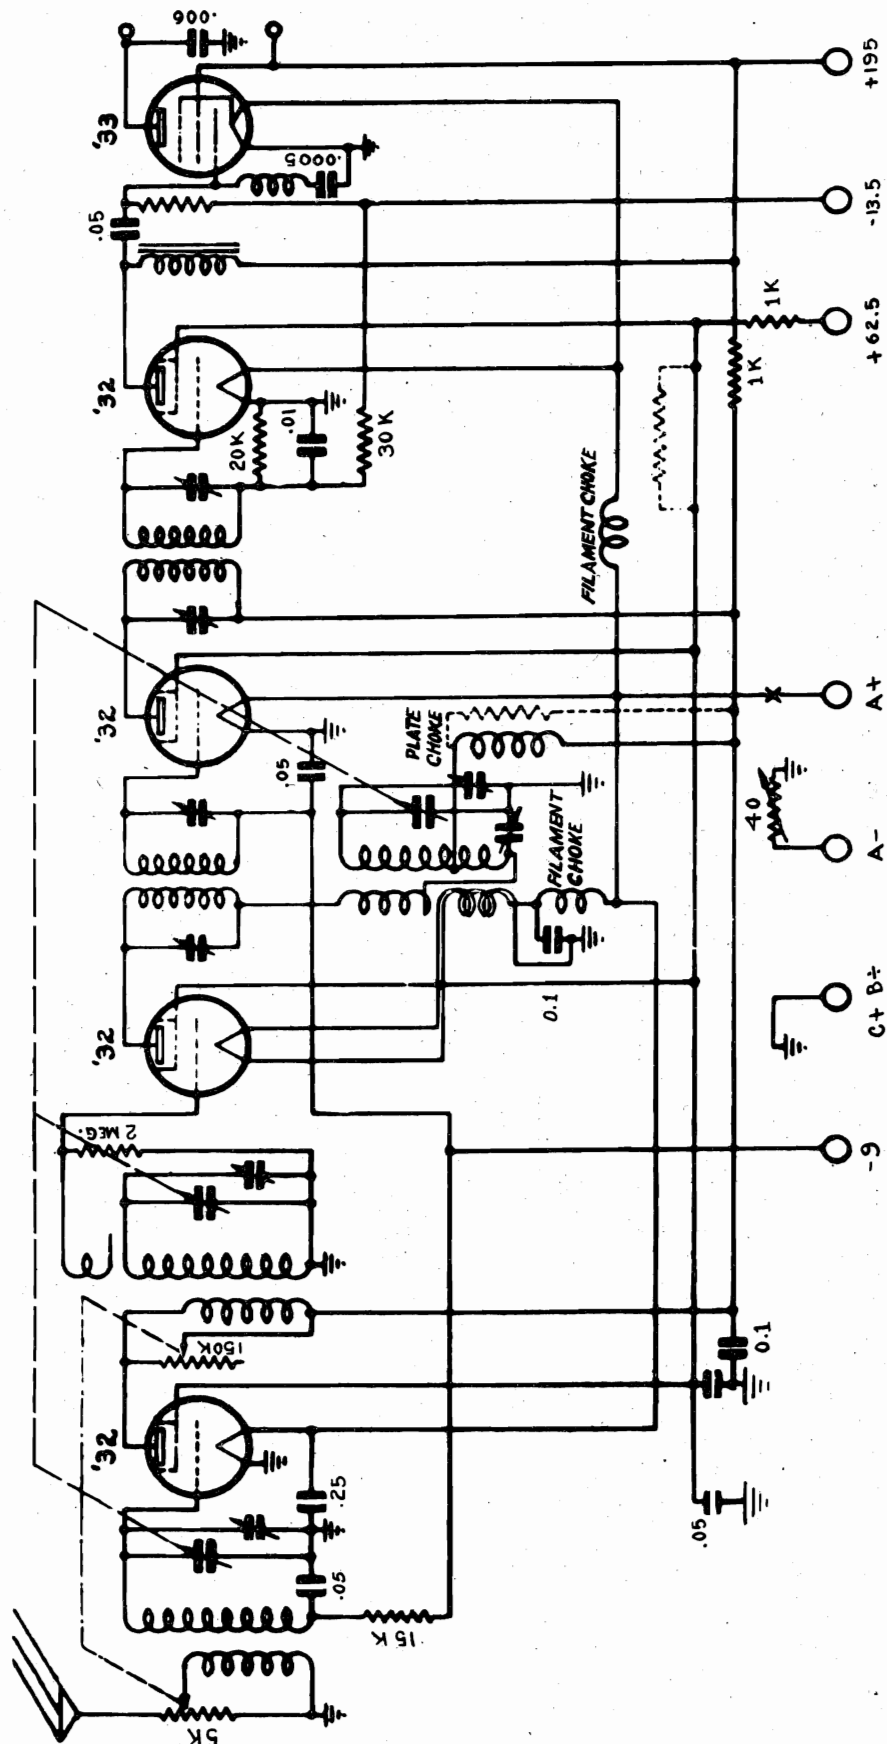 .05
2 MEG.
'32
'32
'32
'32
'33
.006
150K
5K
.0005
20K
.01
.05
.25
.05
15K
30K
PLATE
CHOKE
FILAMENT
CHOKE
0.1
FILAMENT CHOKE
.05
0.1
40
1K
1K
-9
C+ B÷
A-
A+
+62.5
-13.5
+195